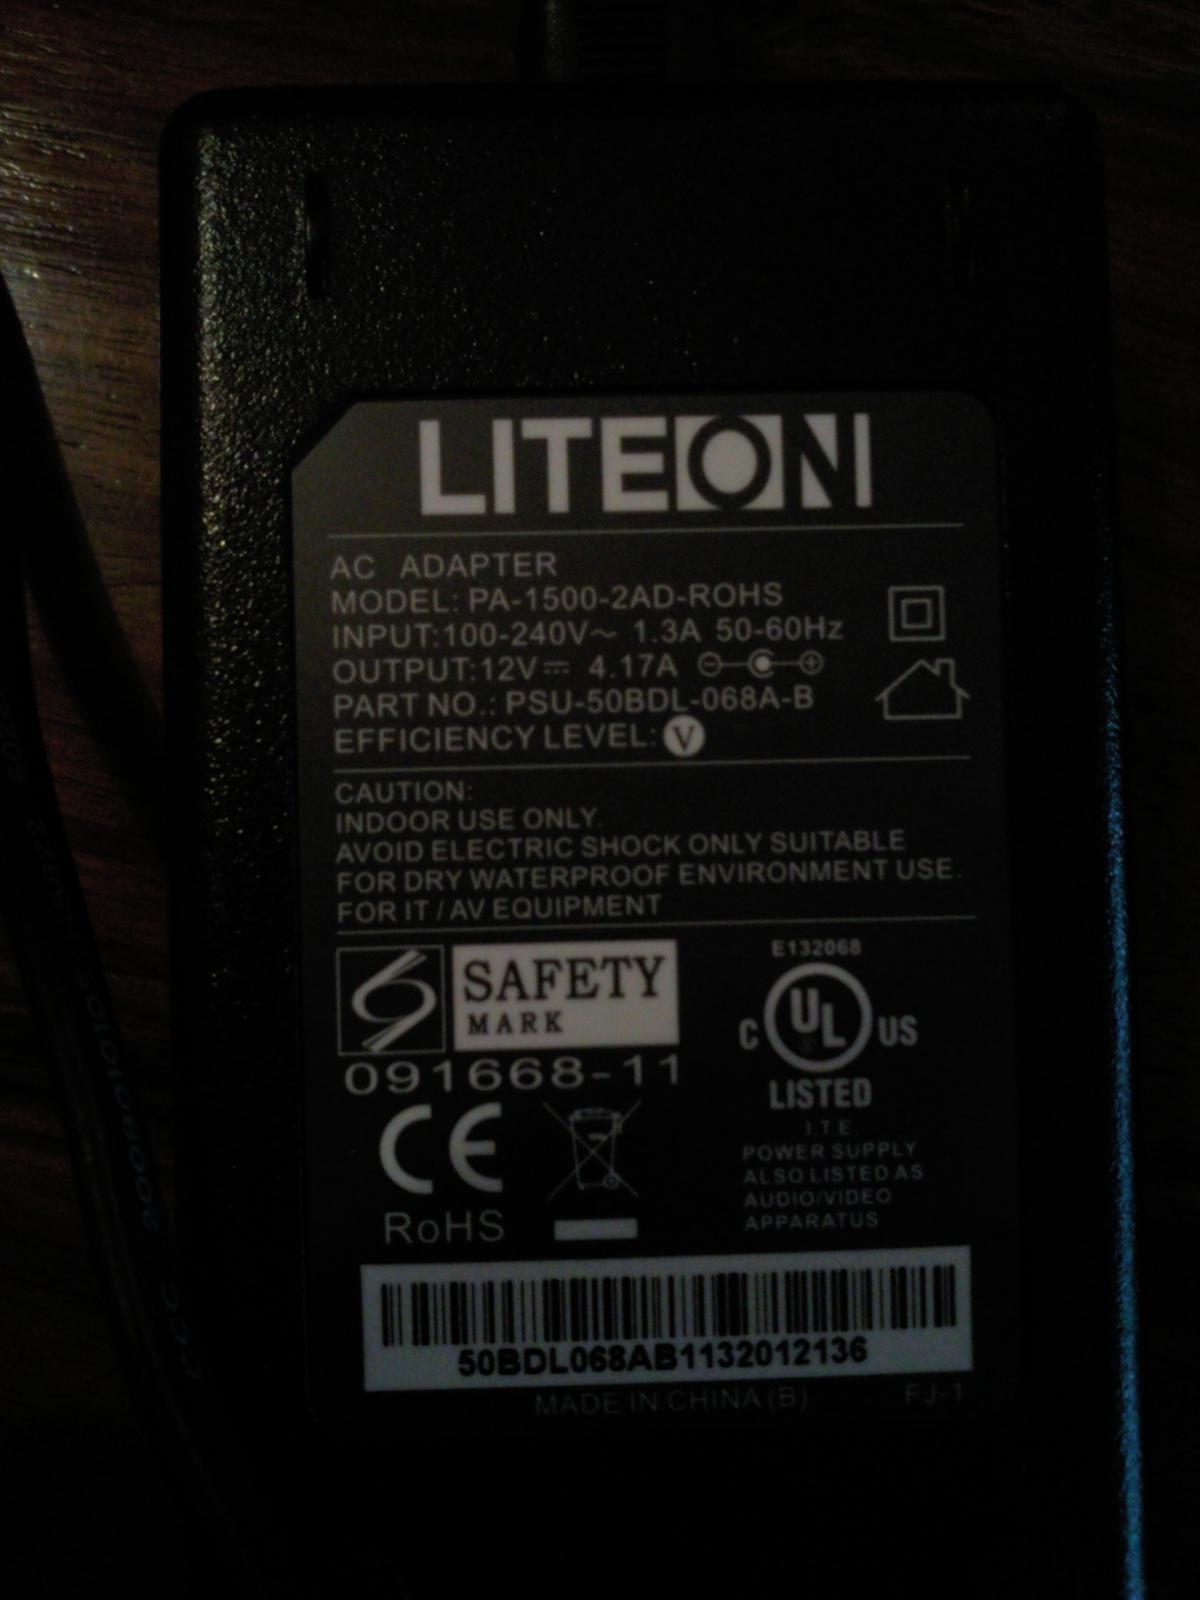 LITEON
AC ADAPTER
MODEL: PA-1500-2AD-ROHS
INPUT:100-240V~ 1.3A 50-60Hz
OUTPUT:12V⎓ 4.17A
PART NO.: PSU-50BDL-068A-B
EFFICIENCY LEVEL: V
CAUTION:
INDOOR USE ONLY.
AVOID ELECTRIC SHOCK ONLY SUITABLE
FOR DRY WATERPROOF ENVIRONMENT USE.
FOR IT / AV EQUIPMENT
SAFETY
MARK
091668-11
CE
RoHS
E132068
C UL US
LISTED
I.T.E.
POWER SUPPLY
ALSO LISTED AS
AUDIO/VIDEO
APPARATUS
50BDL068AB1132012136
MADE IN CHINA (B) FJ-1